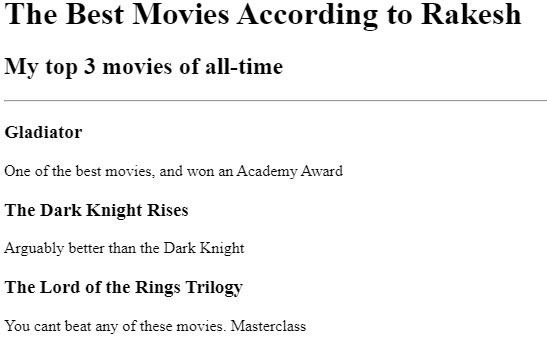 The Best Movies According to Rakesh
My top 3 movies of all-time
Gladiator
One of the best movies, and won an Academy Award
The Dark Knight Rises
Arguably better than the Dark Knight
The Lord of the Rings Trilogy
You cant beat any of these movies. Masterclass